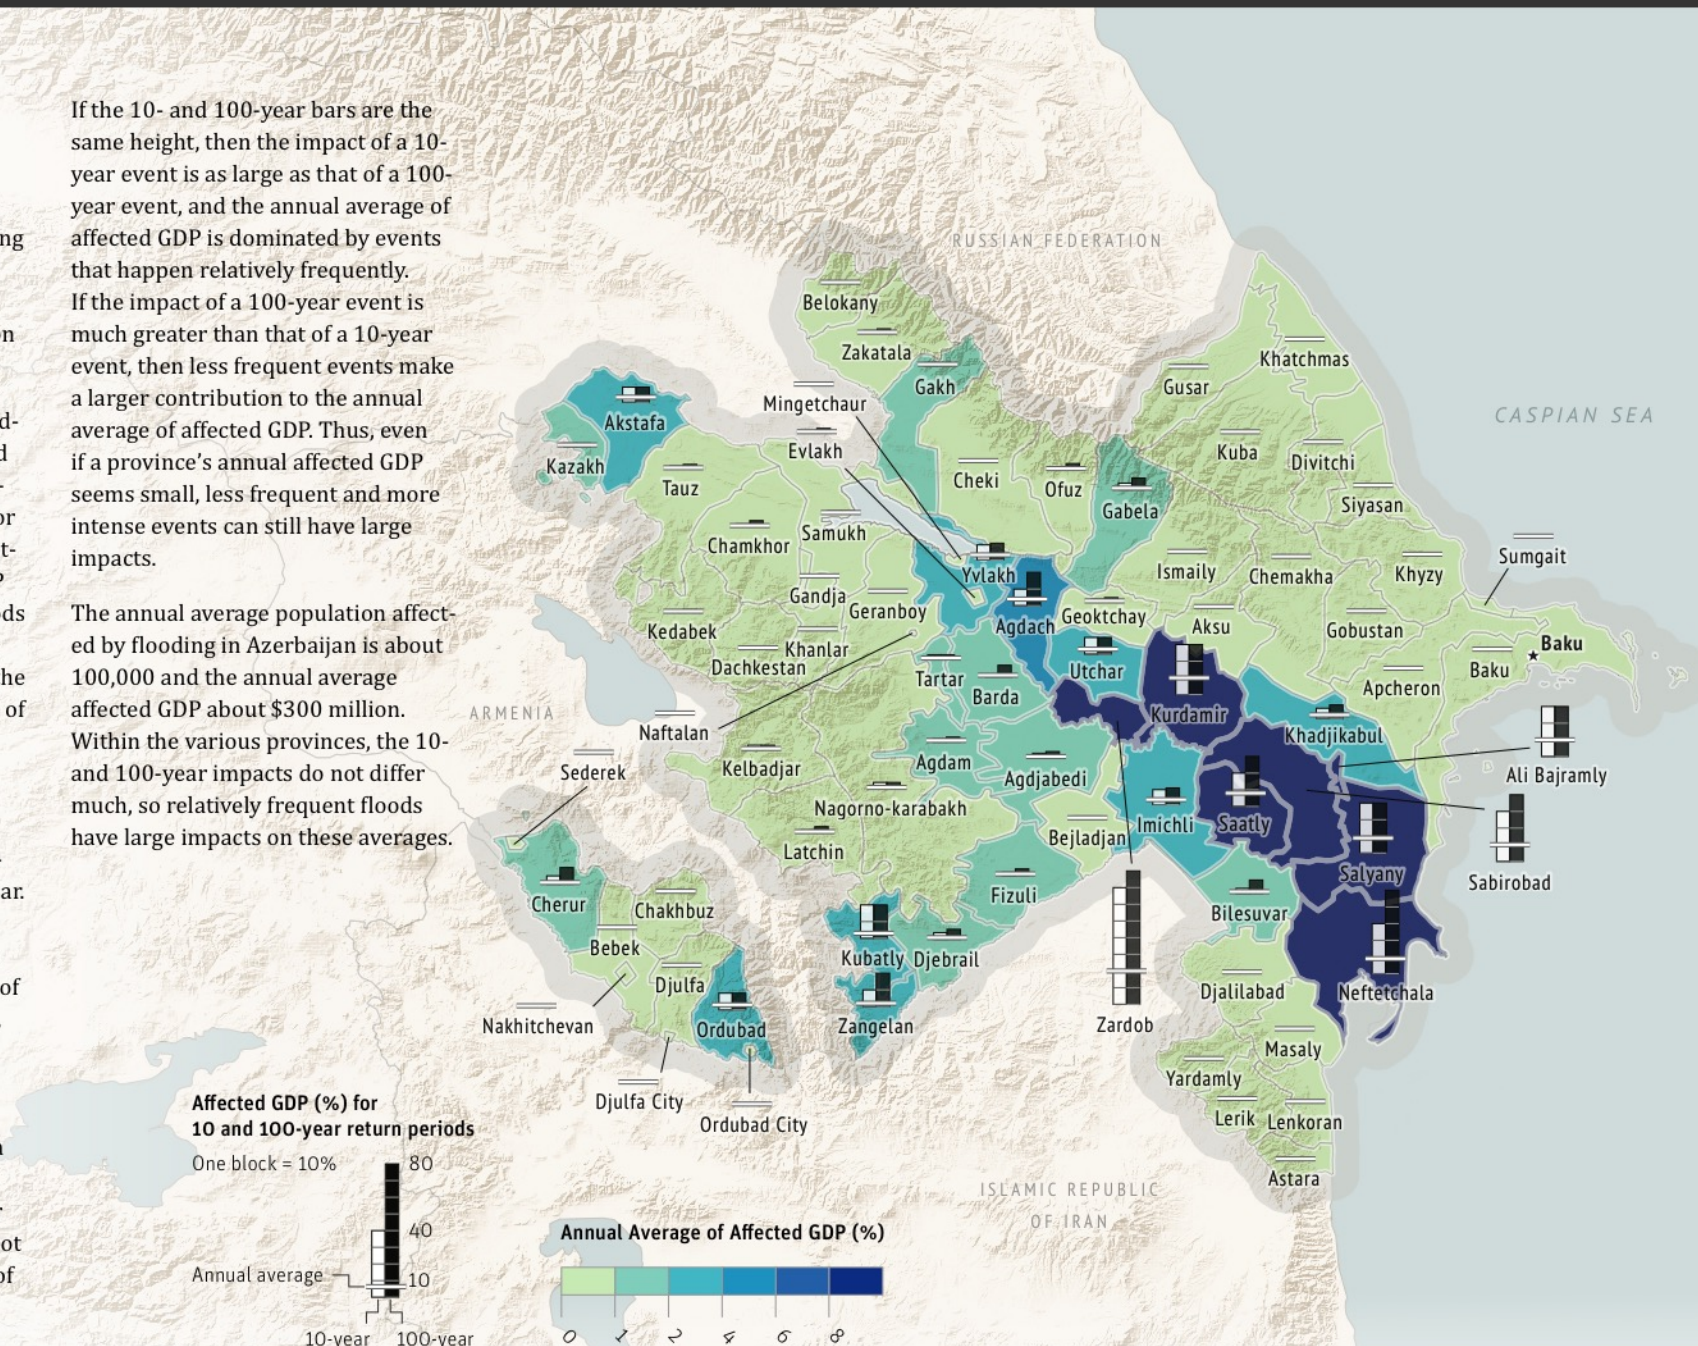 If the 10- and 100-year bars are the
same height, then the impact of a 10-
year event is as large as that of a 100-
year event, and the annual average of
affected GDP is dominated by events
that happen relatively frequently.
If the impact of a 100-year event is
much greater than that of a 10-year
event, then less frequent events make
a larger contribution to the annual
average of affected GDP. Thus, even
if a province's annual affected GDP
seems small, less frequent and more
intense events can still have large
impacts.
The annual average population affect-
ed by flooding in Azerbaijan is about
100,000 and the annual average
affected GDP about $300 million.
Within the various provinces, the 10-
and 100-year impacts do not differ
much, so relatively frequent floods
have large impacts on these averages.
RUSSIAN FEDERATION
CASPIAN SEA
ARMENIA
ISLAMIC REPUBLIC
OF IRAN
Belokany
Zakatala
Gakh
Mingetchaur
Evlakh
Akstafa
Kazakh
Tauz
Cheki
Ofuz
Gabela
Gusar
Khatchmas
Kuba
Divitchi
Siyasan
Chamkhor
Samukh
Yvlakh
Ismaily
Chemakha
Khyzy
Sumgait
Gandja
Geranboy
Agdach
Geoktchay
Aksu
Gobustan
Baku
Baku
Kedabek
Khanlar
Dachkestan
Tartar
Barda
Utchar
Apcheron
Kurdamir
Khadjikabul
Naftalan
Sederek
Kelbadjar
Agdam
Agdjabedi
Ali Bajramly
Nagorno-karabakh
Bejladjan
Imichli
Saatly
Latchin
Salyany
Sabirobad
Cherur
Chakhbuz
Fizuli
Bilesuvar
Bebek
Kubatly
Djebrail
Djulfa
Djalilabad
Neftetchala
Nakhitchevan
Ordubad
Zangelan
Zardob
Masaly
Yardamly
Djulfa City
Ordubad City
Lerik
Lenkoran
Astara
Affected GDP (%) for
10 and 100-year return periods
One block = 10%
80
40
10
Annual average
10-year
100-year
Annual Average of Affected GDP (%)
0 1 2 4 6 8